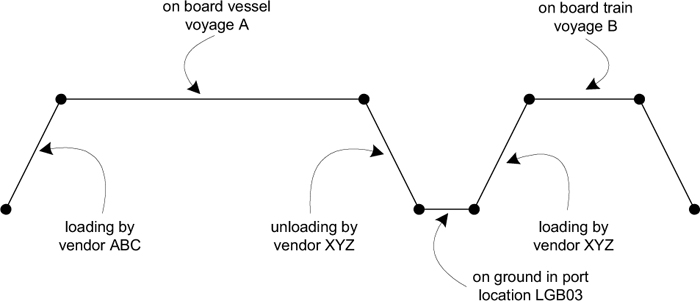 on board vessel
voyage A
on board train
voyage B
loading by
vendor ABC
unloading by
vendor XYZ
loading by
vendor XYZ
on ground in port
location LGB03